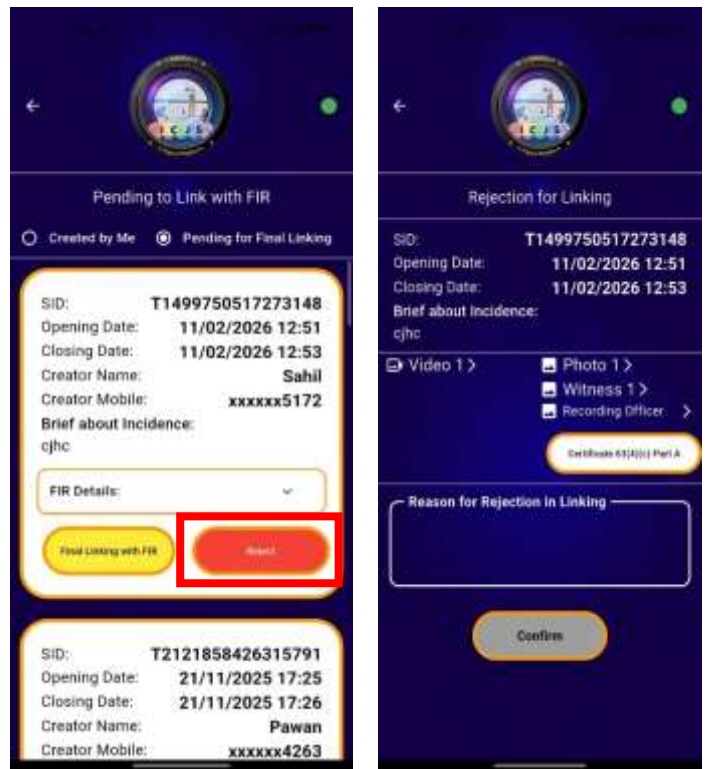 Pending to Link with FIR
Created by Me Pending for Final Linking
SID: T1499750517273148
Opening Date: 11/02/2026 12:51
Closing Date: 11/02/2026 12:53
Creator Name: Sahil
Creator Mobile: xxxxxx5172
Brief about Incidence:
cjhc
FIR Details:
Final Linking with FIR Reject
SID: T2121858426315791
Opening Date: 21/11/2025 17:25
Closing Date: 21/11/2025 17:26
Creator Name: Pawan
Creator Mobile: xxxxxx4263
Rejection for Linking
SID: T1499750517273148
Opening Date: 11/02/2026 12:51
Closing Date: 11/02/2026 12:53
Brief about Incidence:
cjhc
Video 1 > Photo 1 >
Witness 1 >
Recording Officer >
Certificate 63(4)(c) Part A
Reason for Rejection in Linking
Confirm